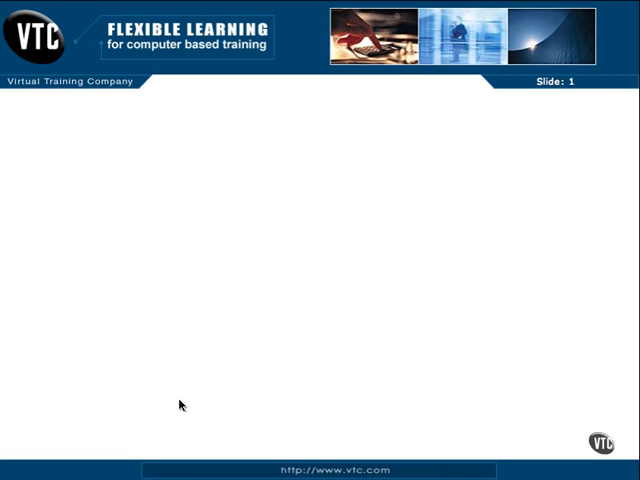 VTC
FLEXIBLE LEARNING
for computer based training
Virtual Training Company
Slide: 1
VTC
http://www.vtc.com